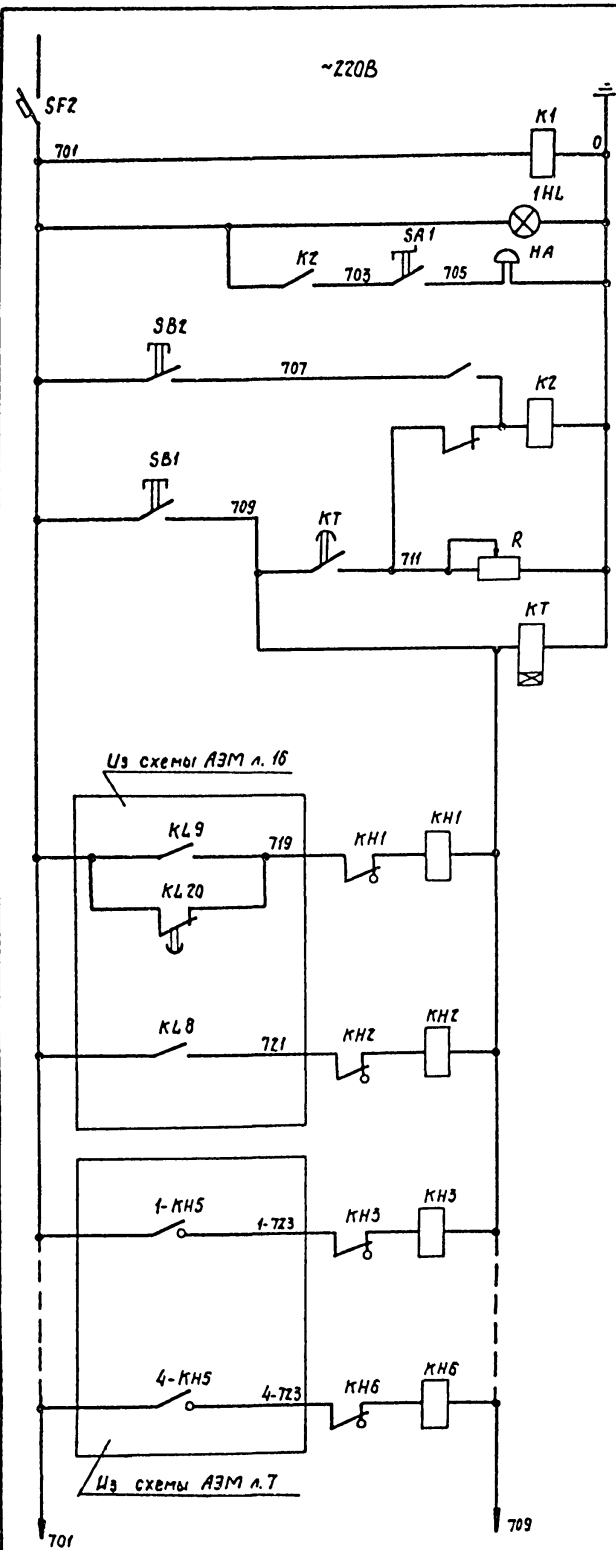 ~220В
SF2
K1
701
0
1HL
SA1
K2
703
705
HA
SB2
707
K2
SB1
709
KT
711
R
KT
Из схемы АЭМ л. 16
KL9
719
KH1
KH1
KL20
KL8
721
KH2
KH2
1-KH5
1-723
KH3
KH3
4-KH5
4-723
KH6
KH6
Из схемы АЭМ л.7
701
709